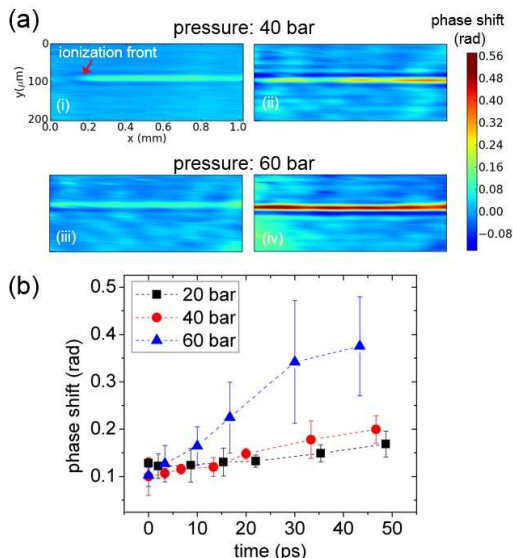 (a)
pressure: 40 bar
phase shift
(rad)
0
100
200
y(μm)
ionization front
(i)
0.0 0.2 0.4 0.6 0.8 1.0
x (mm)
(ii)
0.56
0.48
0.40
0.32
0.24
0.16
0.08
0.00
−0.08
pressure: 60 bar
(iii)
(iv)
(b)
0.5
0.4
0.3
0.2
0.1
phase shift (rad)
20 bar
40 bar
60 bar
0 10 20 30 40 50
time (ps)